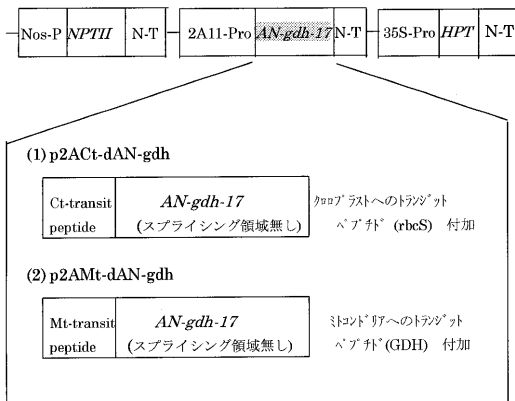 Nos-P NPTII N-T 2A11-Pro AN-gdh-17 N-T 35S-Pro HPT N-T
(1) p2ACt-dAN-gdh
Ct-transit peptide
AN-gdh-17
(スプライシング領域無し)
ｸﾛﾛﾌﾟﾗｽﾄへのﾄﾗﾝｼﾞｯﾄ
ﾍﾟﾌﾟﾁﾄﾞ (rbcS) 付加
(2) p2AMt-dAN-gdh
Mt-transit peptide
AN-gdh-17
(スプライシング領域無し)
ﾐﾄｺﾝﾄﾞﾘｱへのﾄﾗﾝｼﾞｯﾄ
ﾍﾟﾌﾟﾁﾄﾞ(GDH) 付加